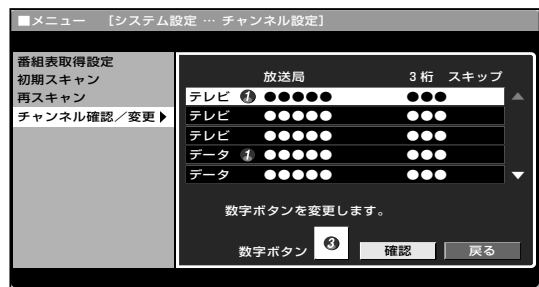 ■メニュー [システム設定 … チャンネル設定]
番組表取得設定
初期スキャン
再スキャン
チャンネル確認／変更▶
放送局 3桁 スキップ
テレビ ❶ ●●●●● ●●● ▲
テレビ ●●●●● ●●●
テレビ ●●●●● ●●●
データ ❶ ●●●●● ●●●
データ ●●●●● ●●● ▼
数字ボタンを変更します。
数字ボタン ❸ 確認 戻る